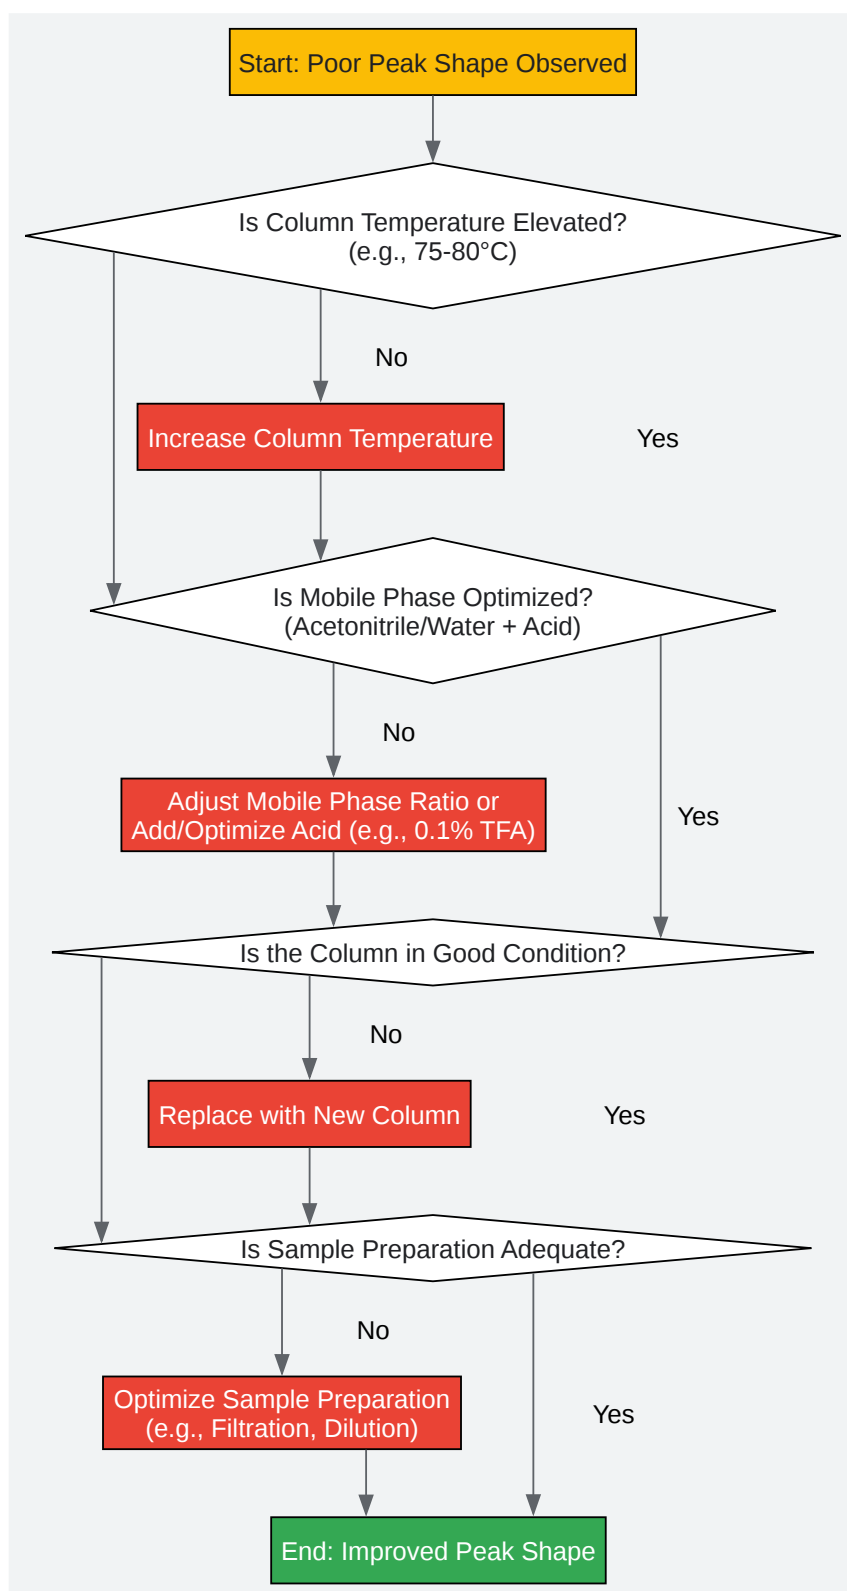 Start: Poor Peak Shape Observed
Is Column Temperature Elevated?
(e.g., 75-80°C)
No
Increase Column Temperature
Yes
Is Mobile Phase Optimized?
(Acetonitrile/Water + Acid)
No
Adjust Mobile Phase Ratio or
Add/Optimize Acid (e.g., 0.1% TFA)
Yes
Is the Column in Good Condition?
No
Replace with New Column
Yes
Is Sample Preparation Adequate?
No
Optimize Sample Preparation
(e.g., Filtration, Dilution)
Yes
End: Improved Peak Shape